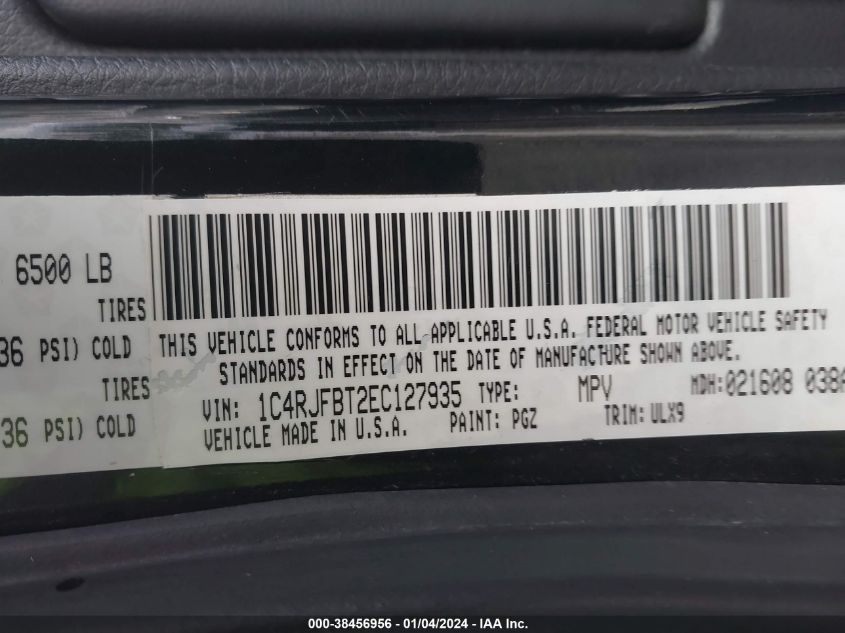 6500 LB
TIRES
36 PSI) COLD
THIS VEHICLE CONFORMS TO ALL APPLICABLE U.S.A. FEDERAL MOTOR VEHICLE SAFETY
STANDARDS IN EFFECT ON THE DATE OF MANUFACTURE SHOWN ABOVE.
TIRES
VIN: 1C4RJFBT2EC127935 TYPE: MPV MDH:021608 038A
36 PSI) COLD
VEHICLE MADE IN U.S.A. PAINT: PGZ TRIM: ULX9
000-38456956 - 01/04/2024 - IAA Inc.